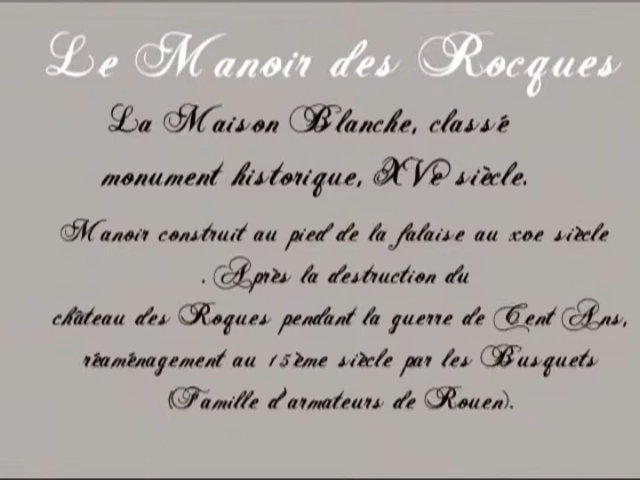 Le Manoir des Rocques
La Maison Blanche, classé
monument historique, XVe siècle.
Manoir construit au pied de la falaise au xve siècle
. Après la destruction du
château des Roques pendant la guerre de Cent Ans,
réaménagement au 15ème siècle par les Busquets
(Famille d'armateurs de Rouen).